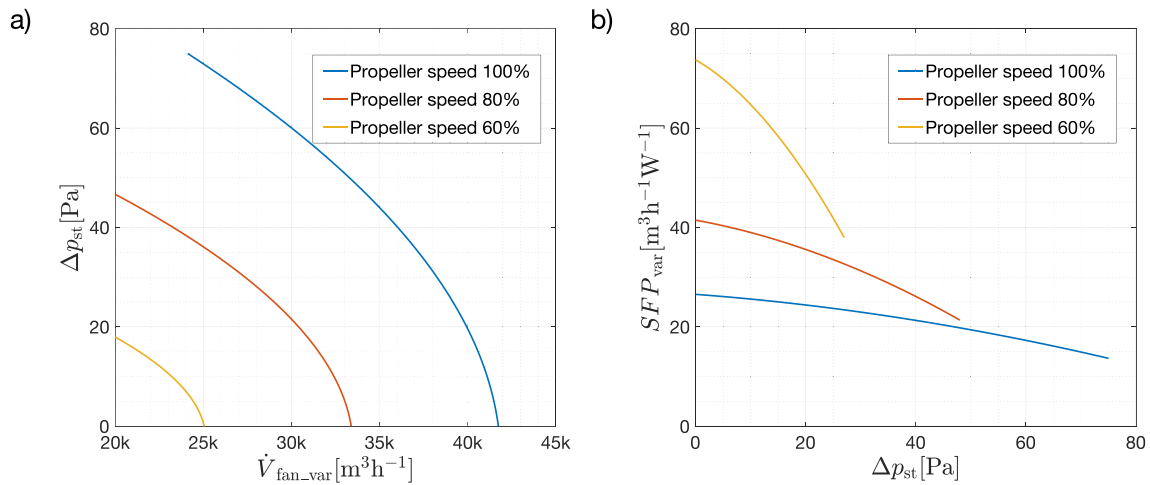 a)
80
60
40
20
0
Δp_st[Pa]
Propeller speed 100%
Propeller speed 80%
Propeller speed 60%
20k 25k 30k 35k 40k 45k
V̇_fan_var[m³h⁻¹]
b)
80
60
40
20
0
SFP_var[m³h⁻¹W⁻¹]
Propeller speed 100%
Propeller speed 80%
Propeller speed 60%
0 20 40 60 80
Δp_st[Pa]